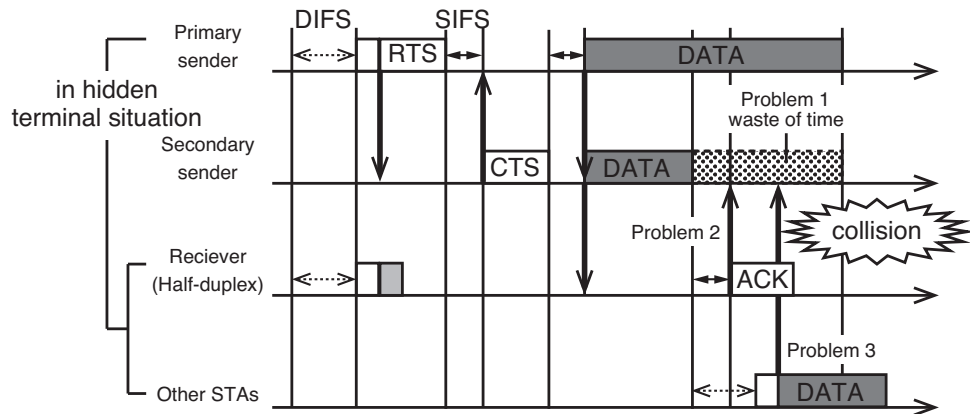 DIFS
SIFS
Primary
sender
RTS
DATA
in hidden
terminal situation
Problem 1
waste of time
Secondary
sender
CTS
DATA
Problem 2
collision
Reciever
(Half-duplex)
ACK
Problem 3
Other STAs
DATA